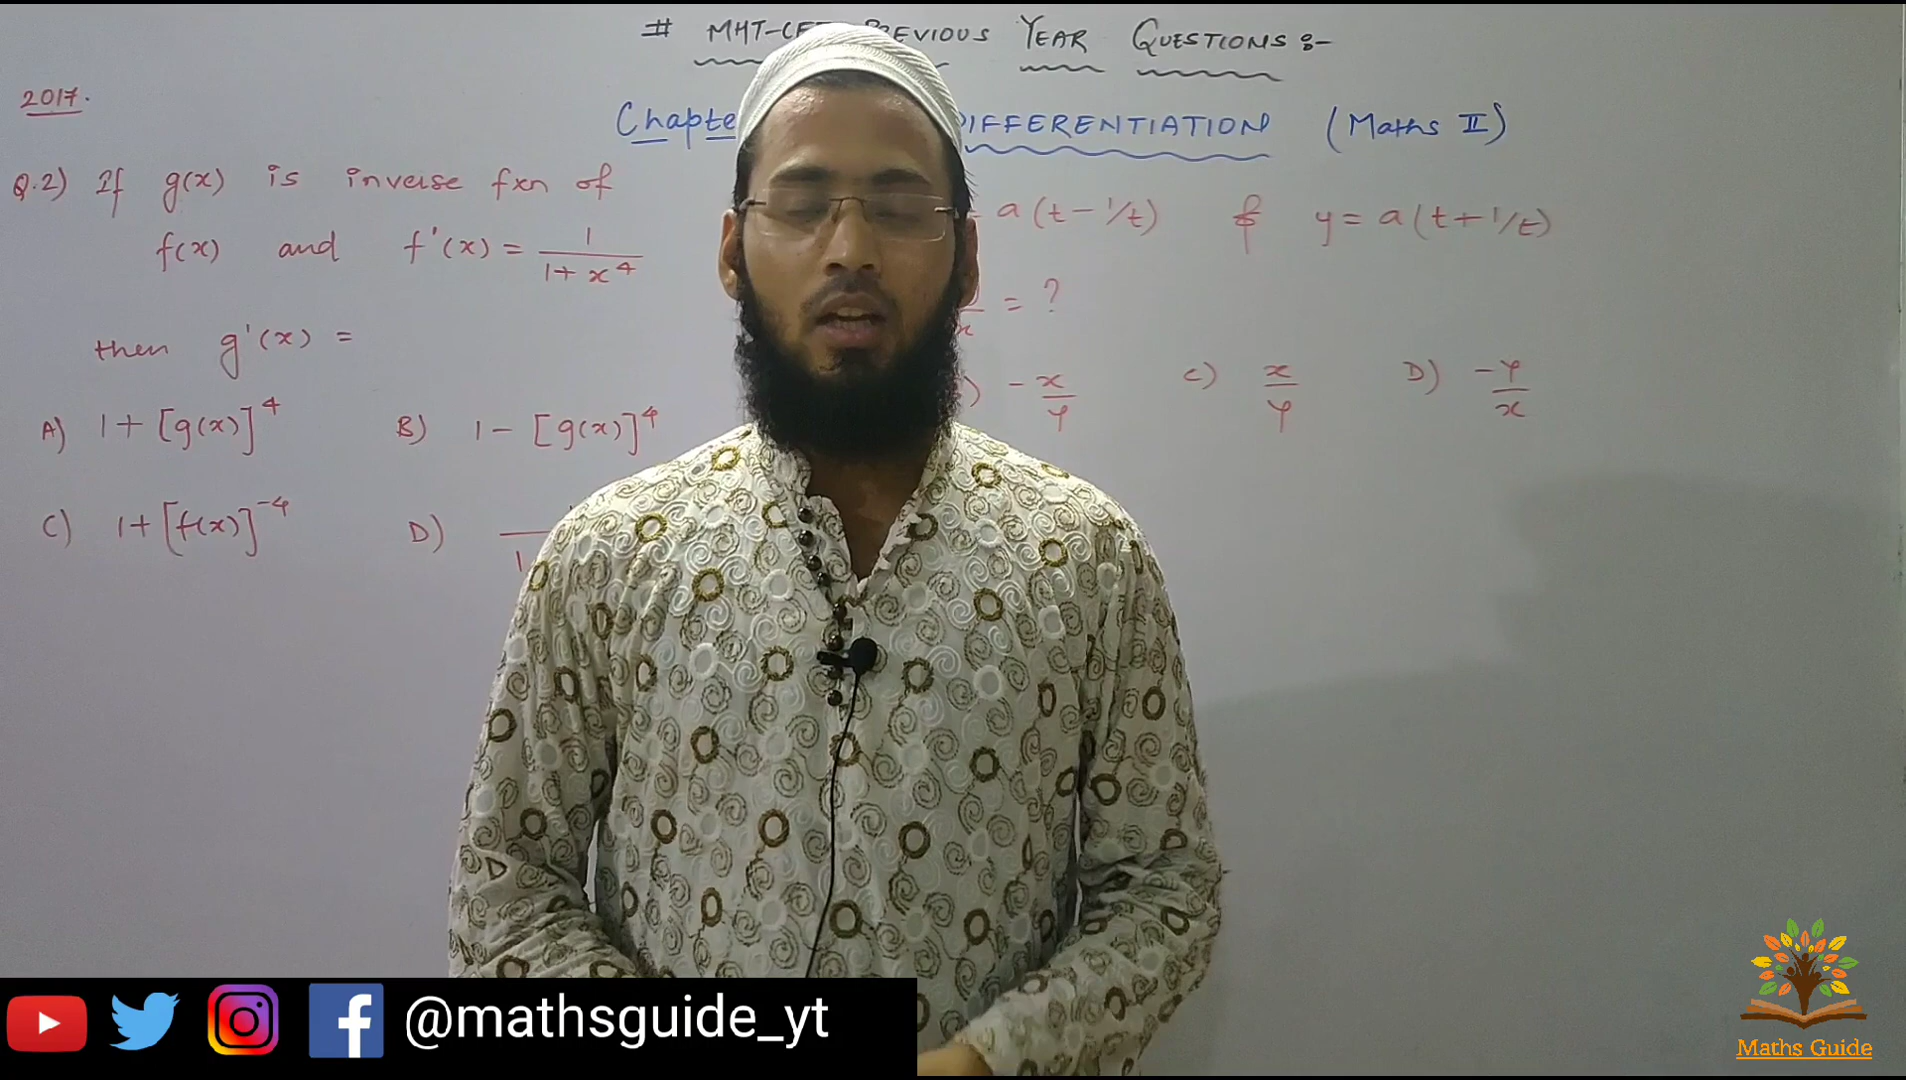 # MHT-CET PREVIOUS YEAR QUESTIONS :-
2017.
Chapte DIFFERENTIATION (Maths II)
Q.2) If g(x) is inverse fxn of
f(x) and f'(x) = 1/1+x⁴
then g'(x) =
A) 1+[g(x)]⁴ B) 1-[g(x)]⁴
C) 1+[f(x)]⁻⁴ D) 1
= a(t-1/t) & y = a(t+1/t)
x = ?
) -x/y C) x/y D) -y/x
@mathsguide_yt
Maths Guide